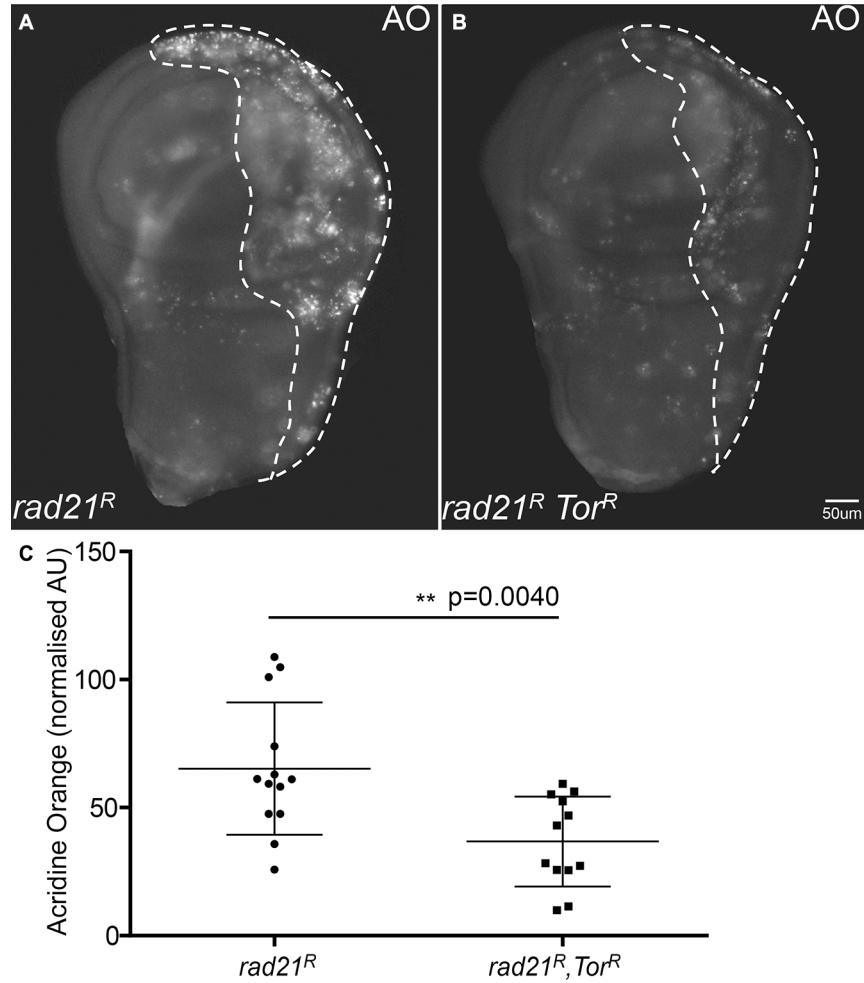 A
AO
rad21ᴿ
B
AO
rad21ᴿ Torᴿ
50um
C
Acridine Orange (normalised AU)
150
100
50
0
** p=0.0040
rad21ᴿ
rad21ᴿ,Torᴿ